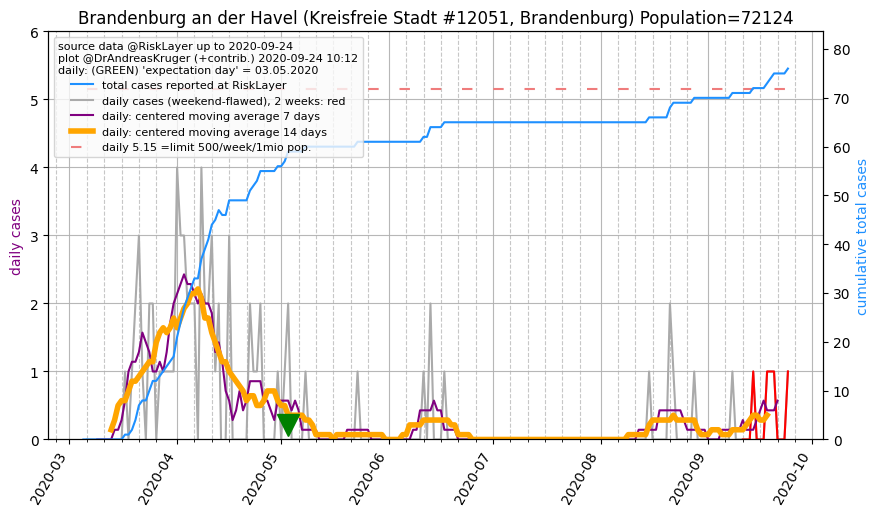 Brandenburg an der Havel (Kreisfreie Stadt #12051, Brandenburg) Population=72124
source data @RiskLayer up to 2020-09-24
plot @DrAndreasKruger (+contrib.) 2020-09-24 10:12
daily: (GREEN) 'expectation day' = 03.05.2020
total cases reported at RiskLayer
daily cases (weekend-flawed), 2 weeks: red
daily: centered moving average 7 days
daily: centered moving average 14 days
daily 5.15 =limit 500/week/1mio pop.
daily cases
6
5
4
3
2
1
0
cumulative total cases
80
70
60
50
40
30
20
10
0
2020-03
2020-04
2020-05
2020-06
2020-07
2020-08
2020-09
2020-10